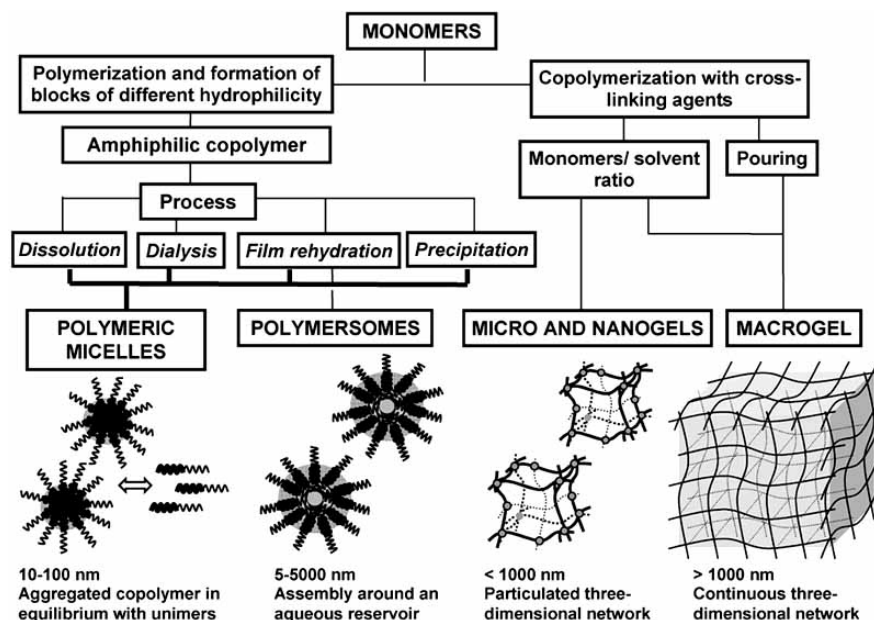 MONOMERS
Polymerization and formation of
blocks of different hydrophilicity
Copolymerization with cross-
linking agents
Amphiphilic copolymer
Monomers/ solvent
ratio
Pouring
Process
Dissolution
Dialysis
Film rehydration
Precipitation
POLYMERIC
MICELLES
POLYMERSOMES
MICRO AND NANOGELS
MACROGEL
10-100 nm
Aggregated copolymer in
equilibrium with unimers
5-5000 nm
Assembly around an
aqueous reservoir
< 1000 nm
Particulated three-
dimensional network
> 1000 nm
Continuous three-
dimensional network